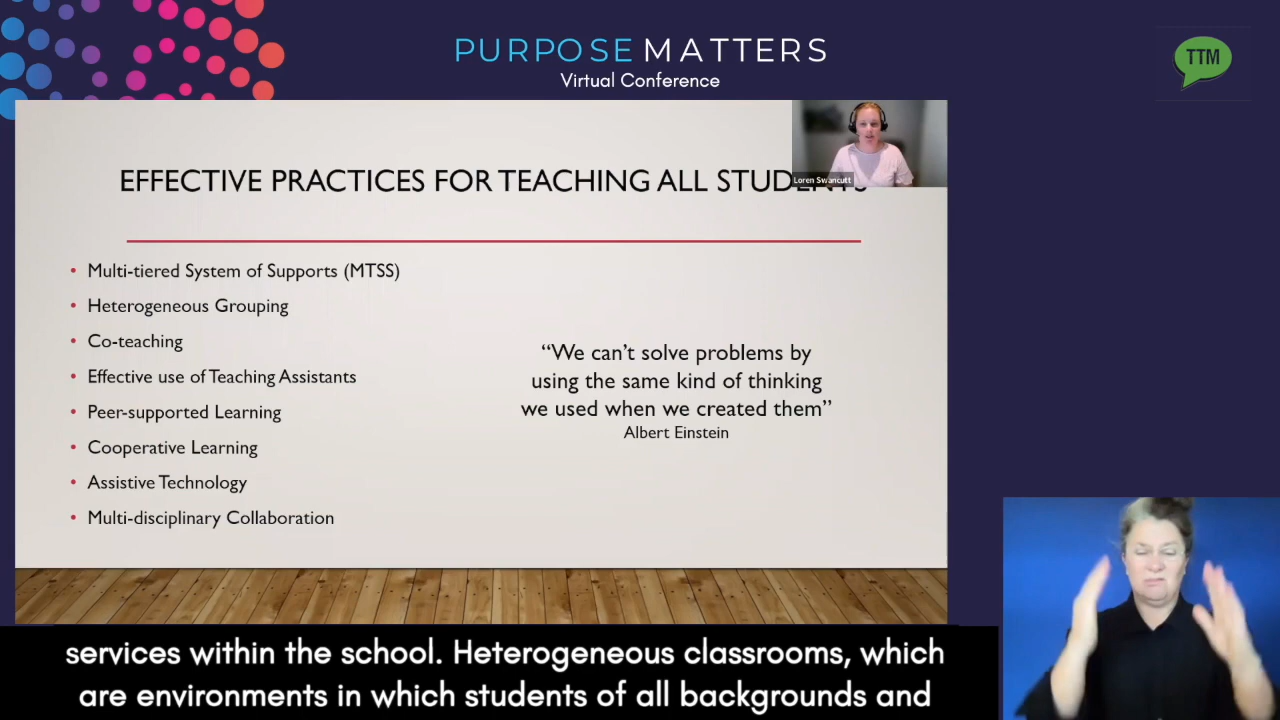 PURPOSE MATTERS
Virtual Conference
TTM
EFFECTIVE PRACTICES FOR TEACHING ALL
Loren Swancutt
• Multi-tiered System of Supports (MTSS)
• Heterogeneous Grouping
• Co-teaching
• Effective use of Teaching Assistants
• Peer-supported Learning
• Cooperative Learning
• Assistive Technology
• Multi-disciplinary Collaboration
“We can’t solve problems by
using the same kind of thinking
we used when we created them”
Albert Einstein
services within the school. Heterogeneous classrooms, which
are environments in which students of all backgrounds and